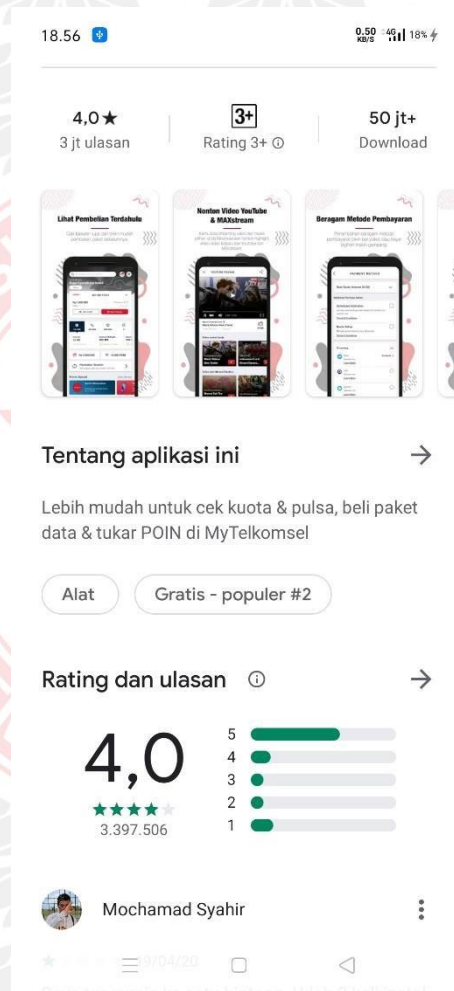 18.56
0.50
KB/S
4G
18%
4,0★
3 jt ulasan
3+
Rating 3+
50 jt+
Download
Lihat Pembelian Terdahulu
Nonton Video YouTube
& MAXstream
Beragam Metode Pembayaran
Tentang aplikasi ini
Lebih mudah untuk cek kuota & pulsa, beli paket
data & tukar POIN di MyTelkomsel
Alat
Gratis - populer #2
Rating dan ulasan
4,0
3.397.506
5
4
3
2
1
Mochamad Syahir